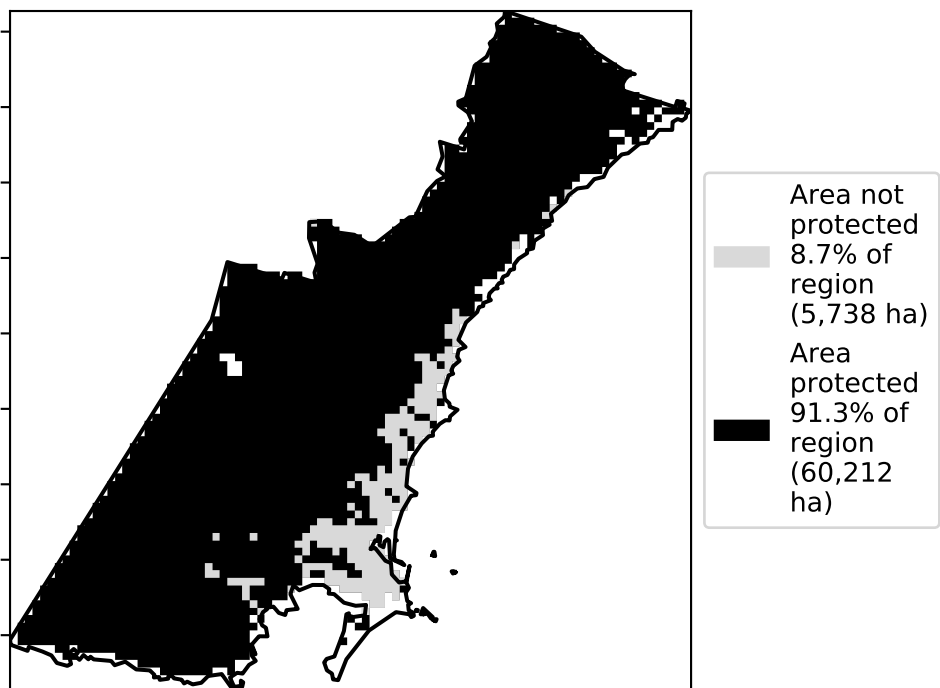 Area not
protected
8.7% of
region
(5,738 ha)
Area
protected
91.3% of
region
(60,212
ha)